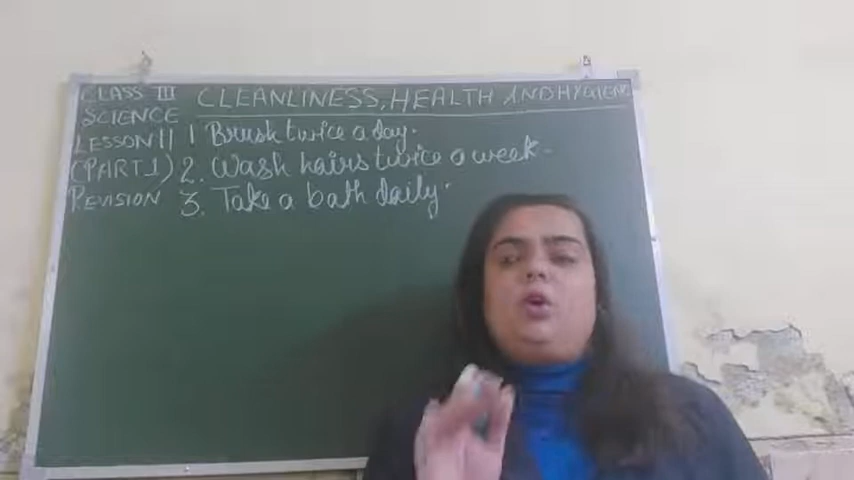 CLASS III
SCIENCE
LESSON 11
(PART 1)
REVISION
CLEANLINESS, HEALTH AND HYGIENE
1 Brush twice a day.
2. Wash hairs twice a week.
3. Take a bath daily.